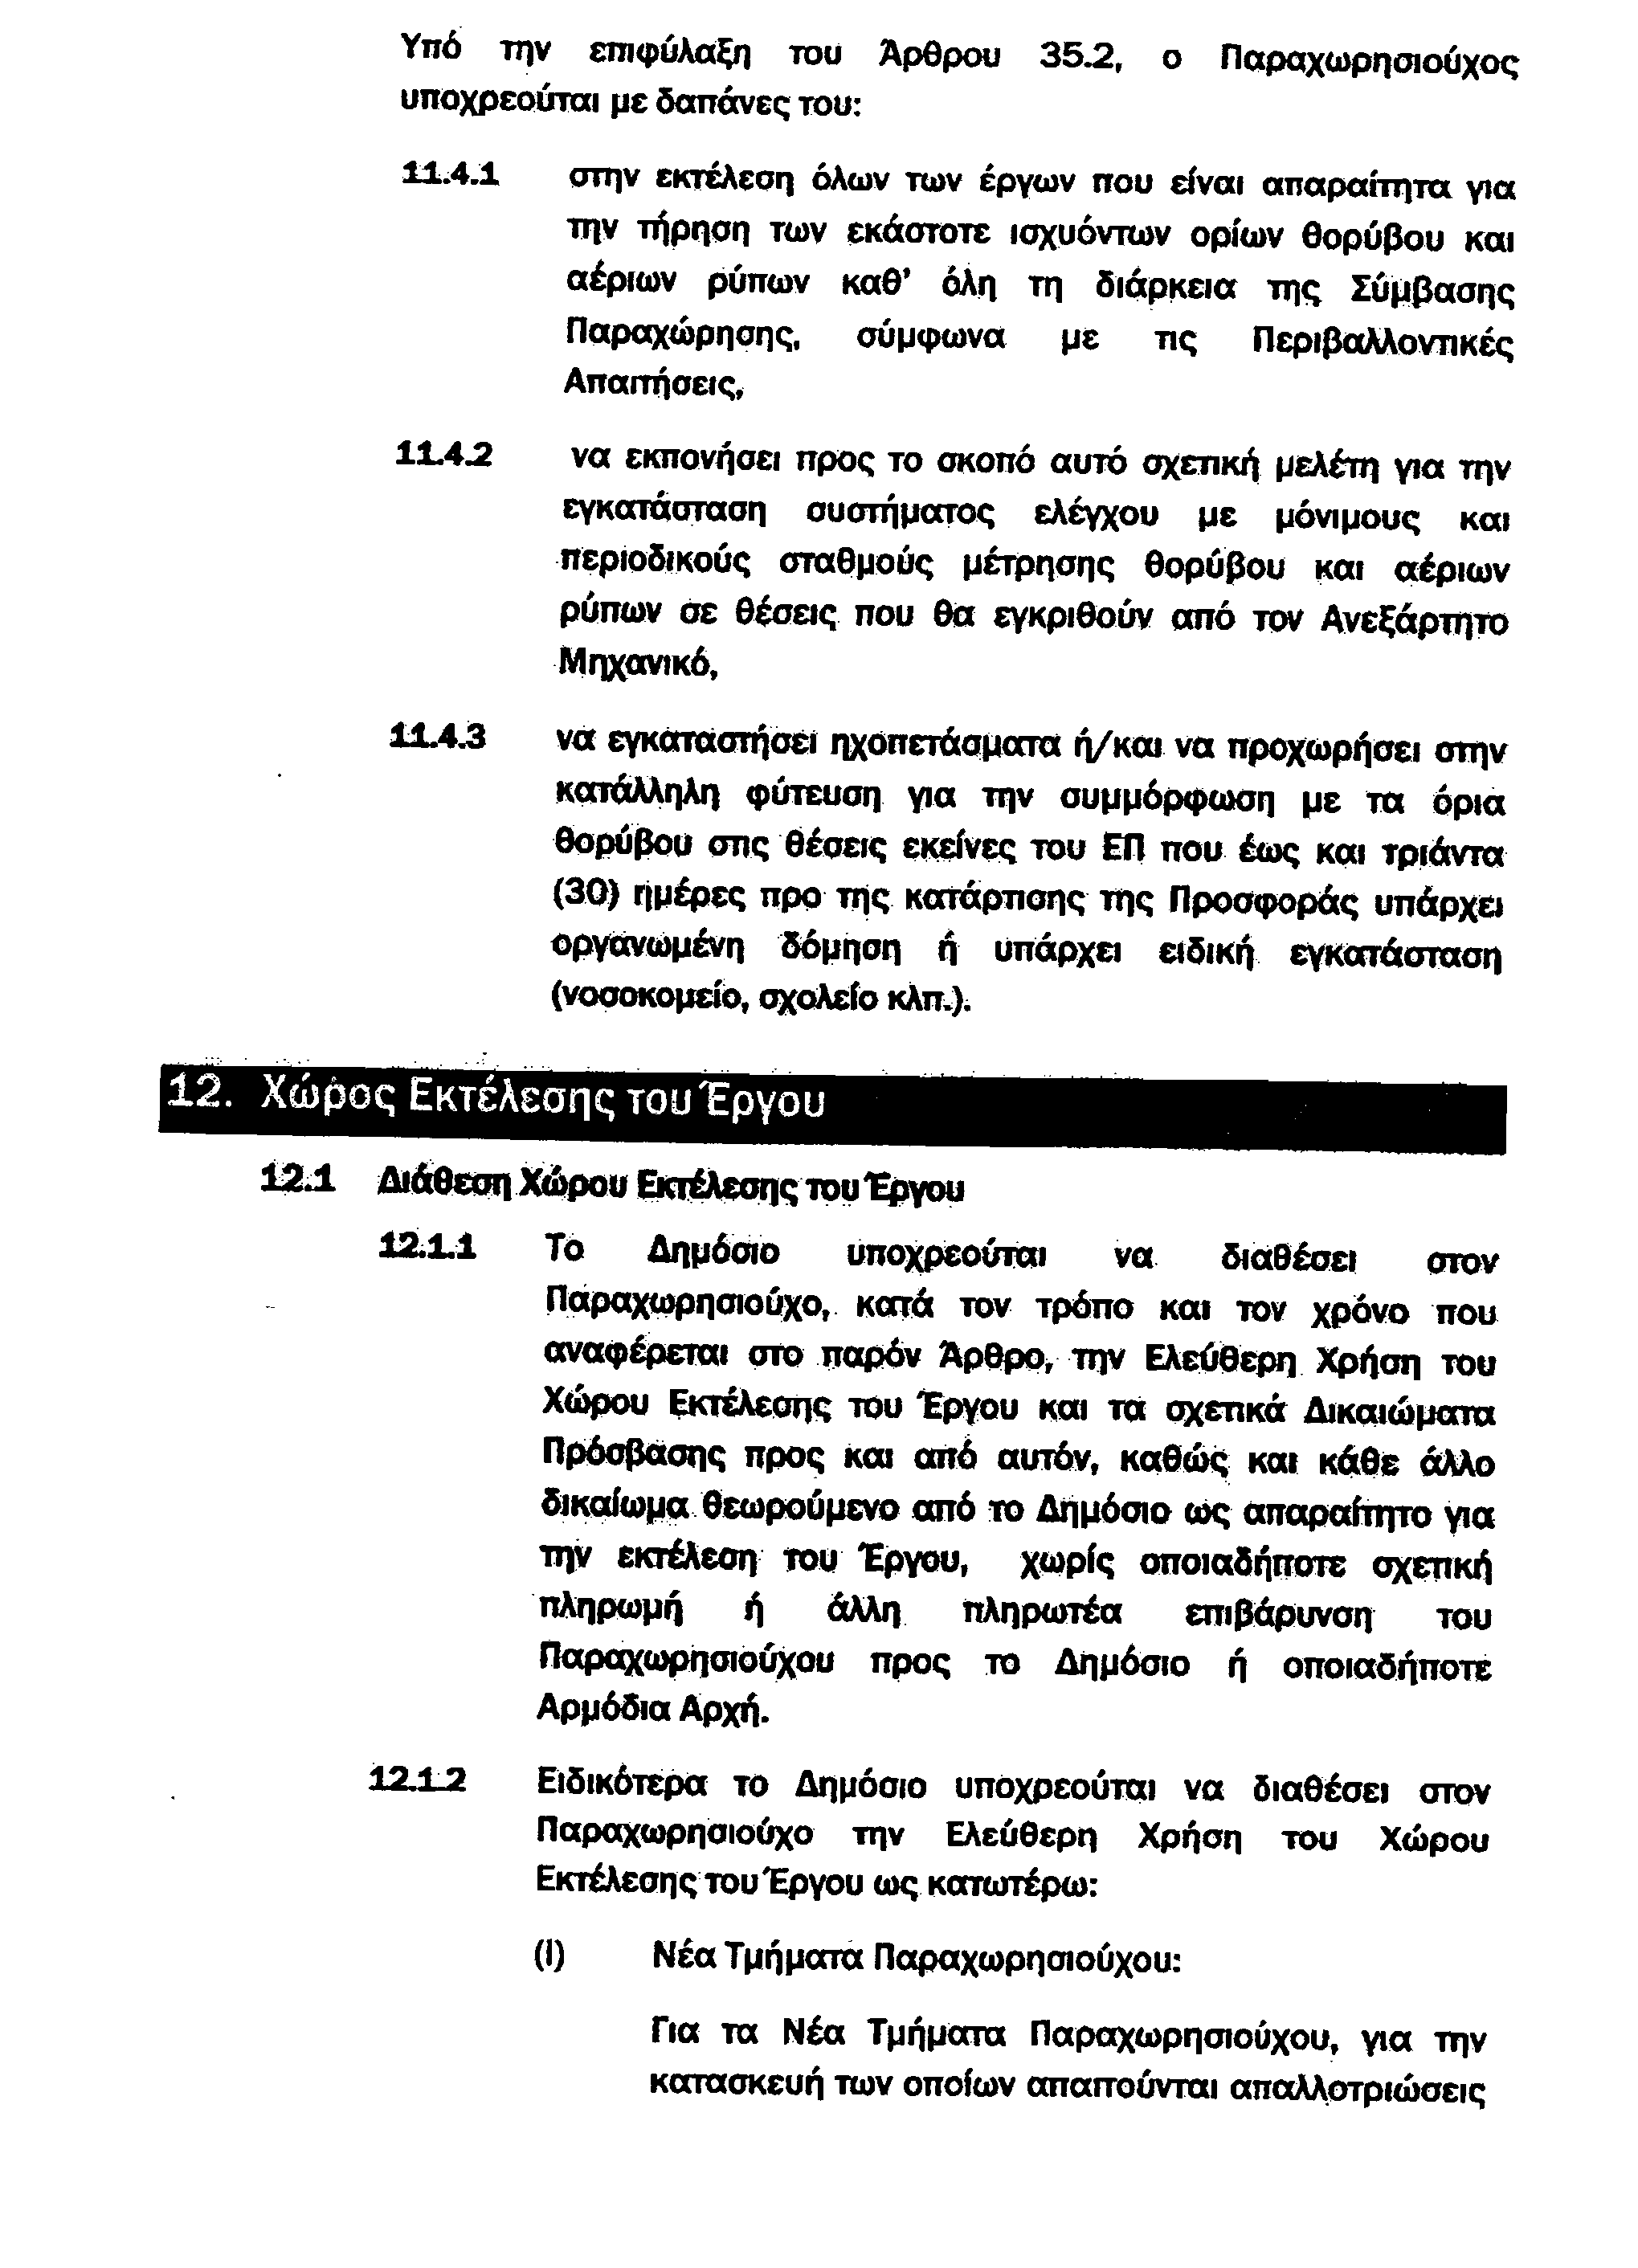 Υπό την επιφύλαξη του Άρθρου 35.2, ο Παραχωρησιούχος
υποχρεούται με δαπάνες του:
11.4.1 στην εκτέλεση όλων των έργων που είναι απαραίτητα για
την τήρηση των εκάστοτε ισχυόντων ορίων θορύβου και
αέριων ρύπων καθ’ όλη τη διάρκεια της Σύμβασης
Παραχώρησης, σύμφωνα με τις Περιβαλλοντικές
Απαιτήσεις,
11.4.2 να εκπονήσει προς το σκοπό αυτό σχετική μελέτη για την
εγκατάσταση συστήματος ελέγχου με μόνιμους και
περιοδικούς σταθμούς μέτρησης θορύβου και αέριων
ρύπων σε θέσεις που θα εγκριθούν από τον Ανεξάρτητο
Μηχανικό,
11.4.3 να εγκαταστήσει ηχοπετάσματα ή/και να προχωρήσει στην
κατάλληλη φύτευση για την συμμόρφωση με τα όρια
θορύβου στις θέσεις εκείνες του ΕΠ που έως και τριάντα
(30) ημέρες προ της κατάρτισης της Προσφοράς υπάρχει
οργανωμένη δόμηση ή υπάρχει ειδική εγκατάσταση
(νοσοκομείο, σχολείο κλπ.).
12. Χώρος Εκτέλεσης του Έργου
12.1 Διάθεση Χώρου Εκτέλεσης του Έργου
12.1.1 Το Δημόσιο υποχρεούται να διαθέσει στον
Παραχωρησιούχο, κατά τον τρόπο και τον χρόνο που
αναφέρεται στο παρόν Άρθρο, την Ελεύθερη Χρήση του
Χώρου Εκτέλεσης του Έργου και τα σχετικά Δικαιώματα
Πρόσβασης προς και από αυτόν, καθώς και κάθε άλλο
δικαίωμα θεωρούμενο από το Δημόσιο ως απαραίτητο για
την εκτέλεση του Έργου, χωρίς οποιαδήποτε σχετική
πληρωμή ή άλλη πληρωτέα επιβάρυνση του
Παραχωρησιούχου προς το Δημόσιο ή οποιαδήποτε
Αρμόδια Αρχή.
12.1.2 Ειδικότερα το Δημόσιο υποχρεούται να διαθέσει στον
Παραχωρησιούχο την Ελεύθερη Χρήση του Χώρου
Εκτέλεσης του Έργου ως κατωτέρω:
(i) Νέα Τμήματα Παραχωρησιούχου:
Για τα Νέα Τμήματα Παραχωρησιούχου, για την
κατασκευή των οποίων απαιτούνται απαλλοτριώσεις